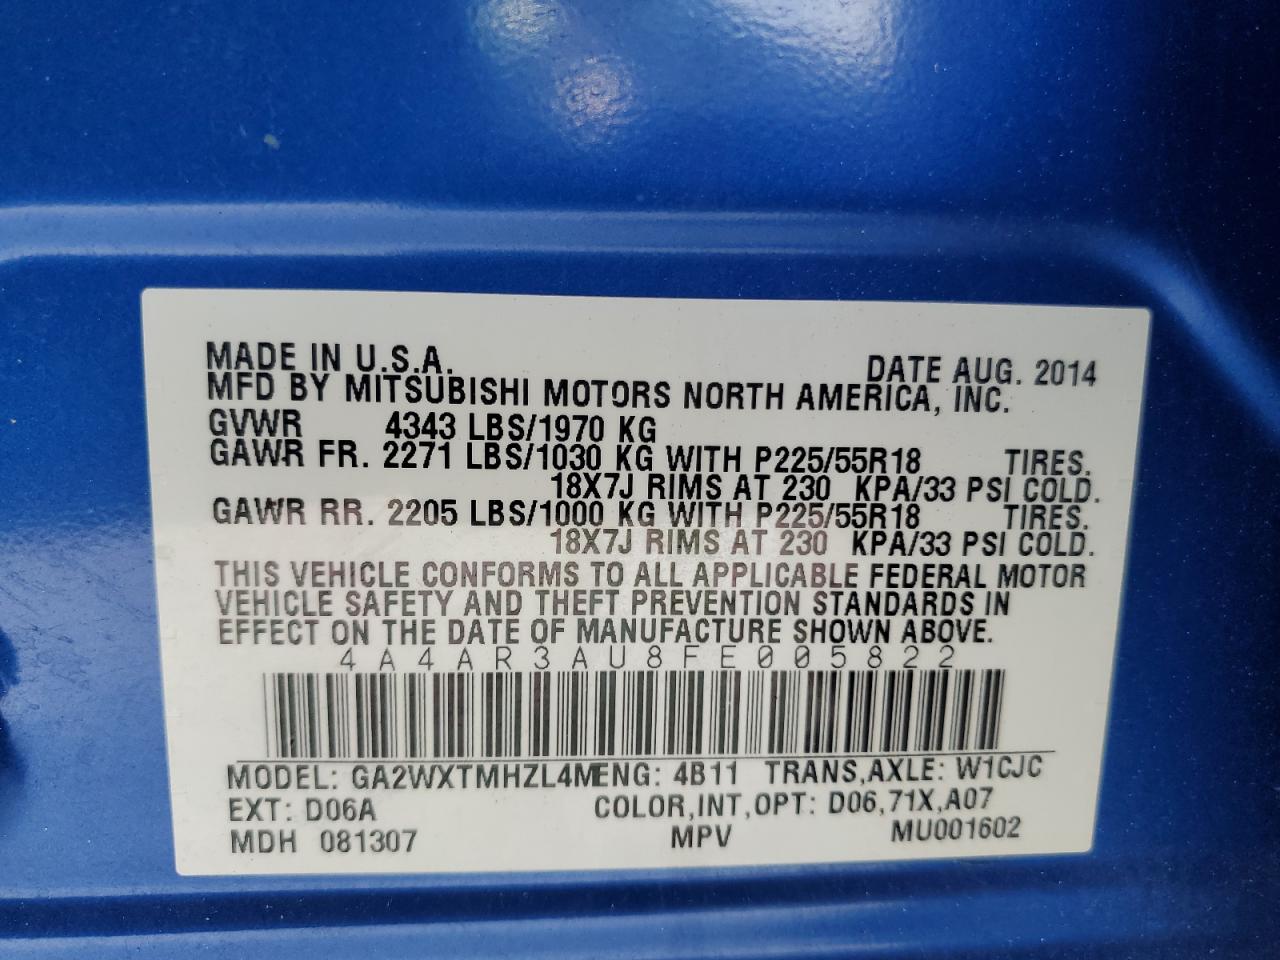 MADE IN U.S.A. DATE AUG. 2014
MFD BY MITSUBISHI MOTORS NORTH AMERICA, INC.
GVWR 4343 LBS/1970 KG
GAWR FR. 2271 LBS/1030 KG WITH P225/55R18 TIRES.
18X7J RIMS AT 230 KPA/33 PSI COLD.
GAWR RR. 2205 LBS/1000 KG WITH P225/55R18 TIRES.
18X7J RIMS AT 230 KPA/33 PSI COLD.
THIS VEHICLE CONFORMS TO ALL APPLICABLE FEDERAL MOTOR
VEHICLE SAFETY AND THEFT PREVENTION STANDARDS IN
EFFECT ON THE DATE OF MANUFACTURE SHOWN ABOVE.
4A4AR3AU8FE005822
MODEL: GA2WXTMHZL4MENG: 4B11 TRANS,AXLE: W1CJC
EXT: D06A COLOR,INT,OPT: D06,71X,A07
MDH 081307 MPV MU001602